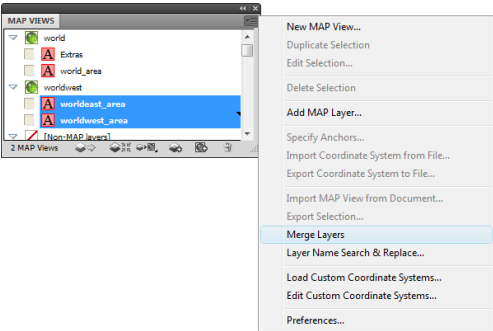 MAP VIEWS
world
A Extras
A world_area
worldwest
A worldeast_area
A worldwest_area
[Non-MAP layers]
2 MAP Views
New MAP View...
Duplicate Selection
Edit Selection...
Delete Selection
Add MAP Layer...
Specify Anchors...
Import Coordinate System from File...
Export Coordinate System to File...
Import MAP View from Document...
Export Selection...
Merge Layers
Layer Name Search & Replace...
Load Custom Coordinate Systems...
Edit Custom Coordinate Systems...
Preferences...